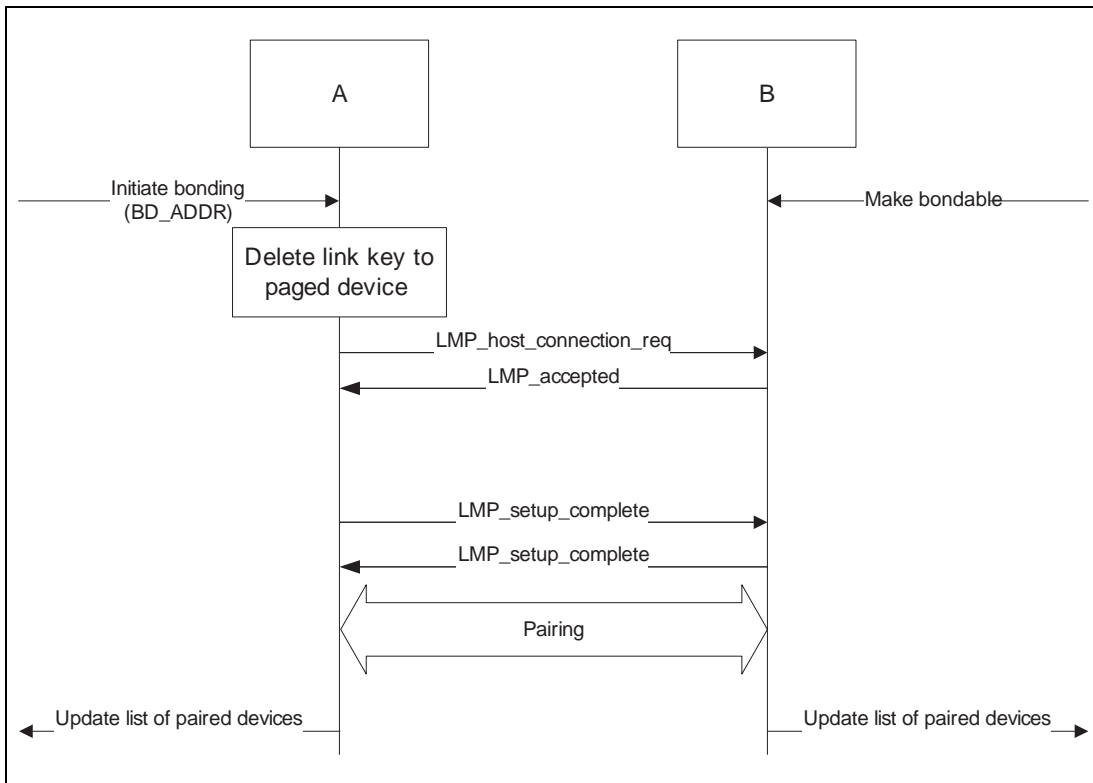 A
B
Initiate bonding
(BD_ADDR)
Make bondable
Delete link key to
paged device
LMP_host_connection_req
LMP_accepted
LMP_setup_complete
LMP_setup_complete
Pairing
Update list of paired devices
Update list of paired devices